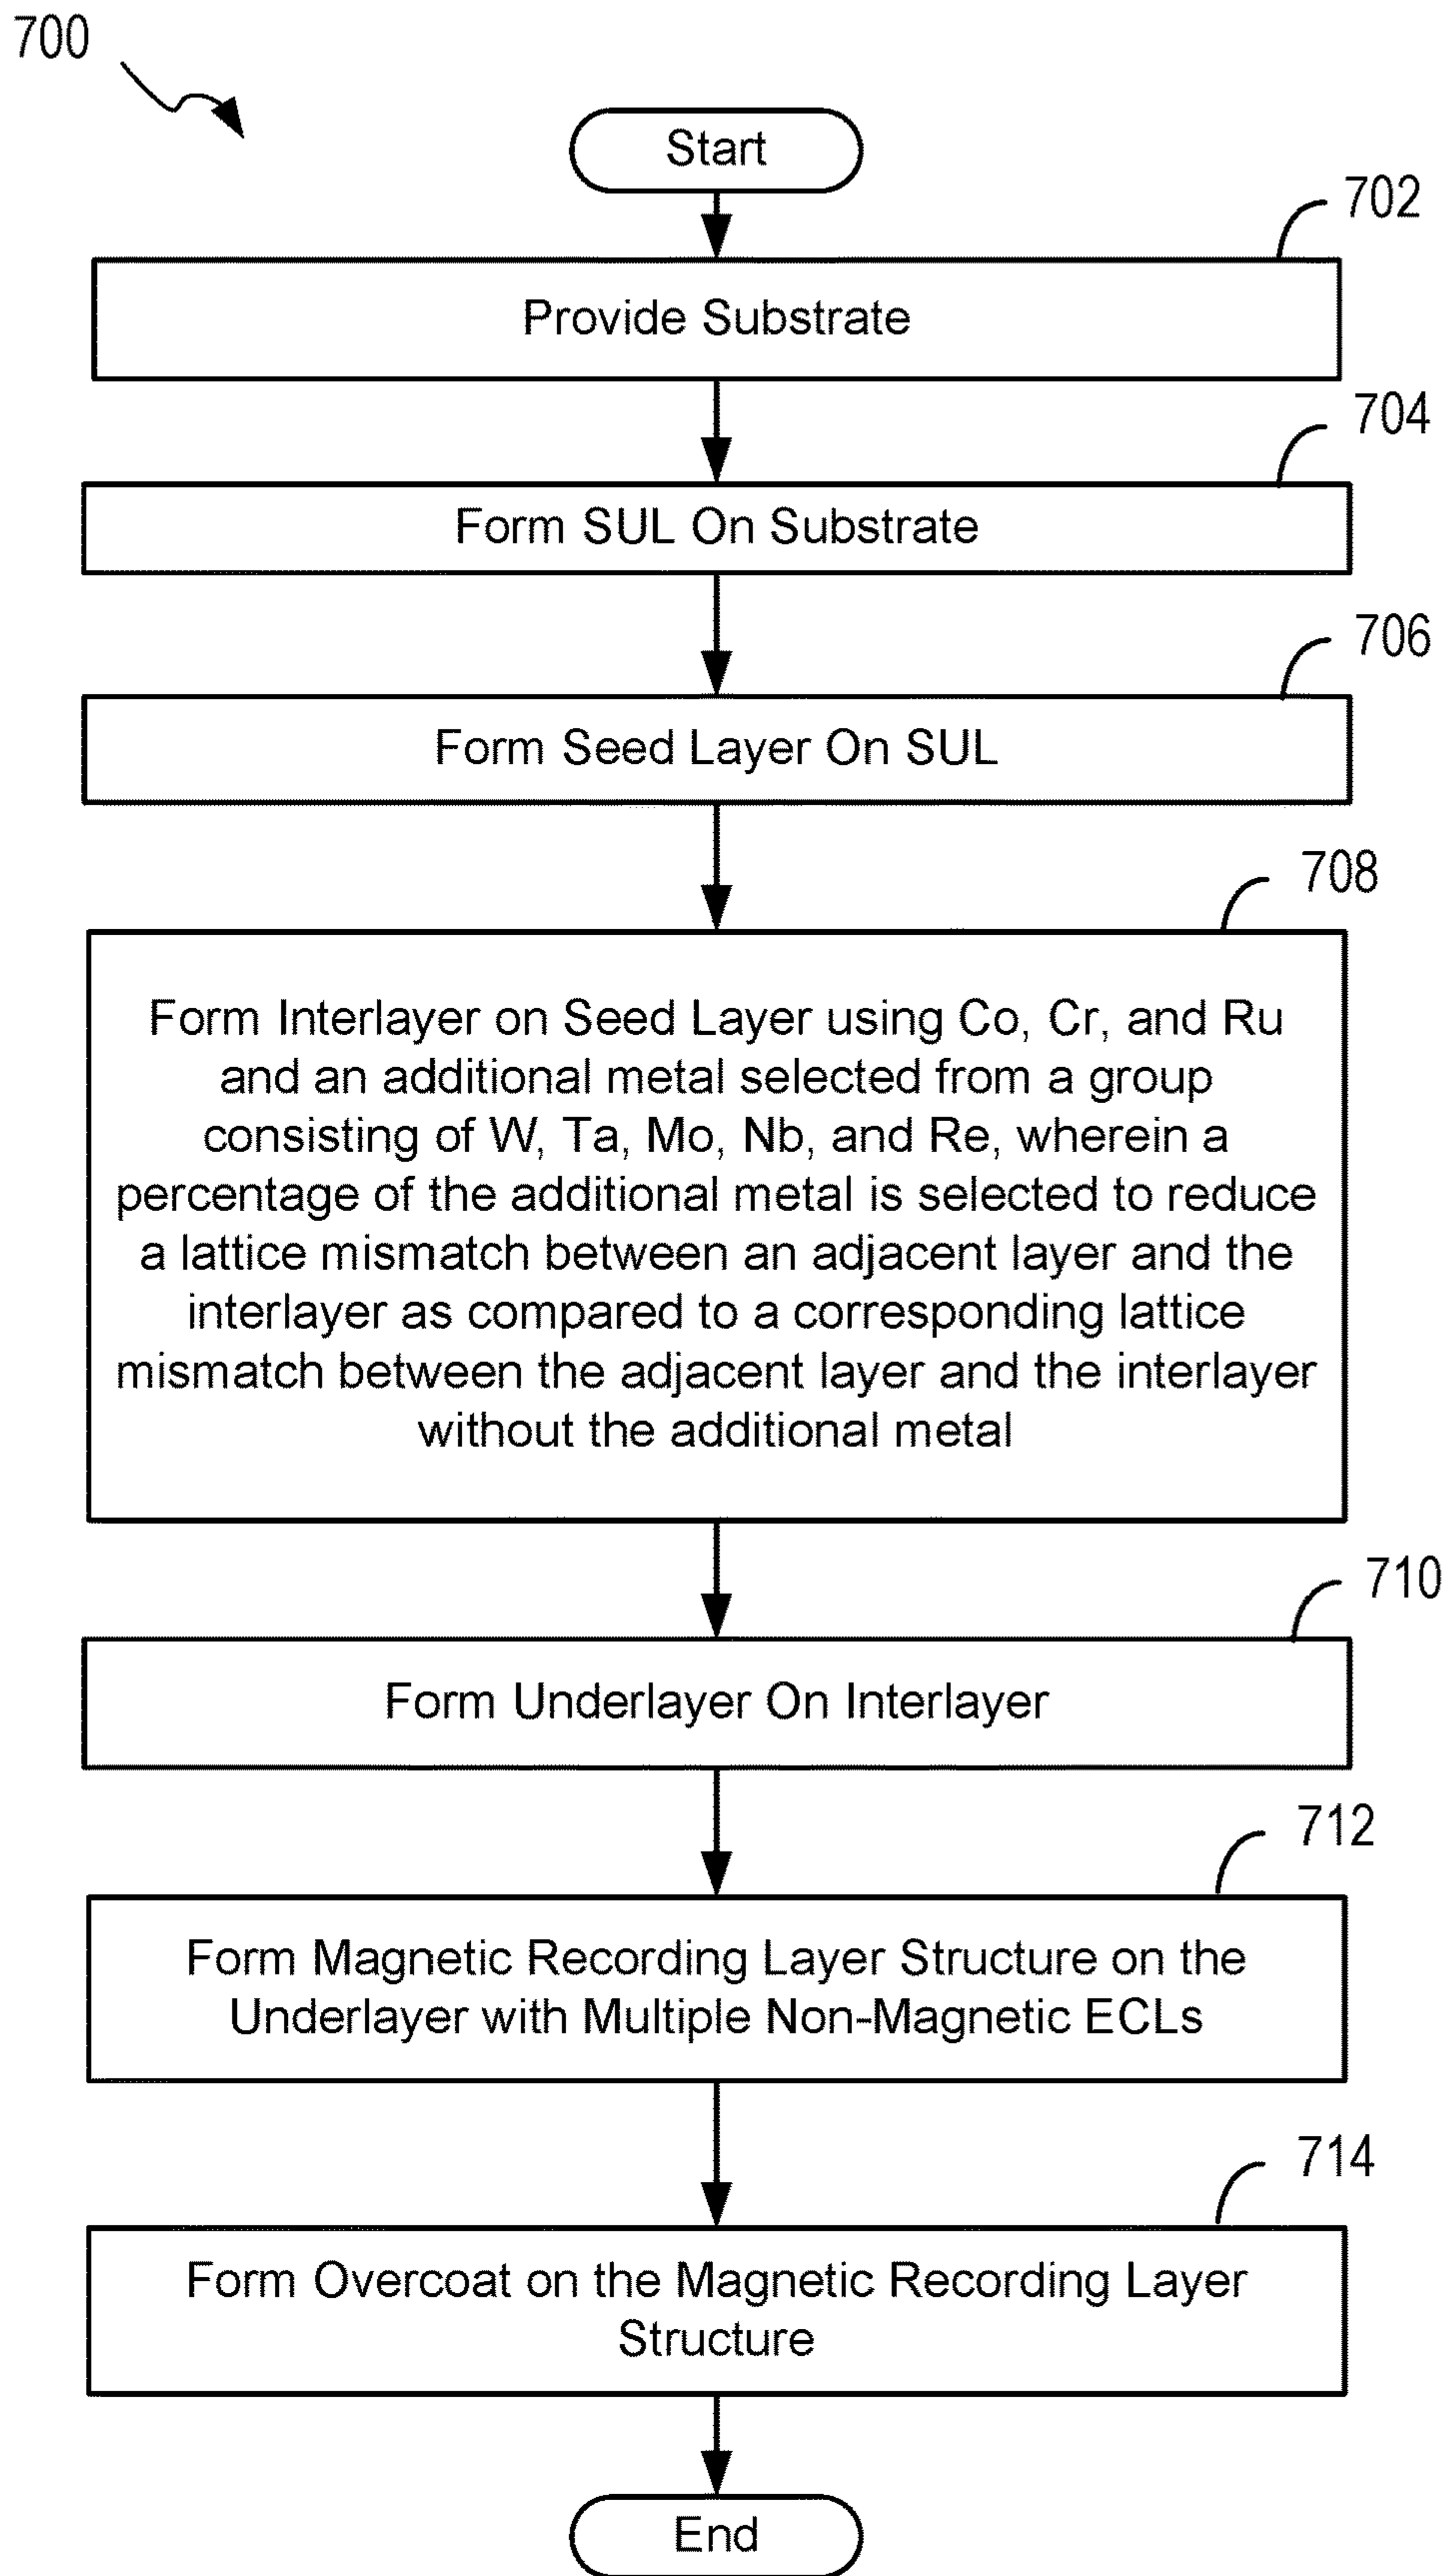 700
Start
702
Provide Substrate
704
Form SUL On Substrate
706
Form Seed Layer On SUL
708
Form Interlayer on Seed Layer using Co, Cr, and Ru
and an additional metal selected from a group
consisting of W, Ta, Mo, Nb, and Re, wherein a
percentage of the additional metal is selected to reduce
a lattice mismatch between an adjacent layer and the
interlayer as compared to a corresponding lattice
mismatch between the adjacent layer and the interlayer
without the additional metal
710
Form Underlayer On Interlayer
712
Form Magnetic Recording Layer Structure on the
Underlayer with Multiple Non-Magnetic ECLs
714
Form Overcoat on the Magnetic Recording Layer
Structure
End